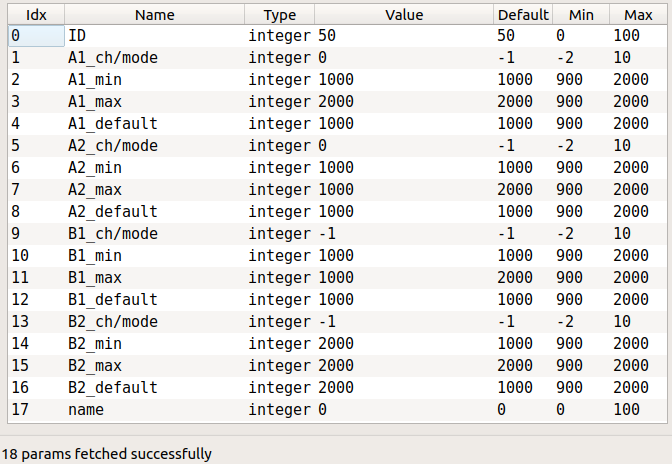 Idx Name Type Value Default Min Max
0 ID integer 50 50 0 100
1 A1_ch/mode integer 0 -1 -2 10
2 A1_min integer 1000 1000 900 2000
3 A1_max integer 2000 2000 900 2000
4 A1_default integer 1000 1000 900 2000
5 A2_ch/mode integer 0 -1 -2 10
6 A2_min integer 1000 1000 900 2000
7 A2_max integer 1000 2000 900 2000
8 A2_default integer 1000 1000 900 2000
9 B1_ch/mode integer -1 -1 -2 10
10 B1_min integer 1000 1000 900 2000
11 B1_max integer 1000 2000 900 2000
12 B1_default integer 1000 1000 900 2000
13 B2_ch/mode integer -1 -1 -2 10
14 B2_min integer 2000 1000 900 2000
15 B2_max integer 2000 2000 900 2000
16 B2_default integer 2000 1000 900 2000
17 name integer 0 0 0 100
18 params fetched successfully